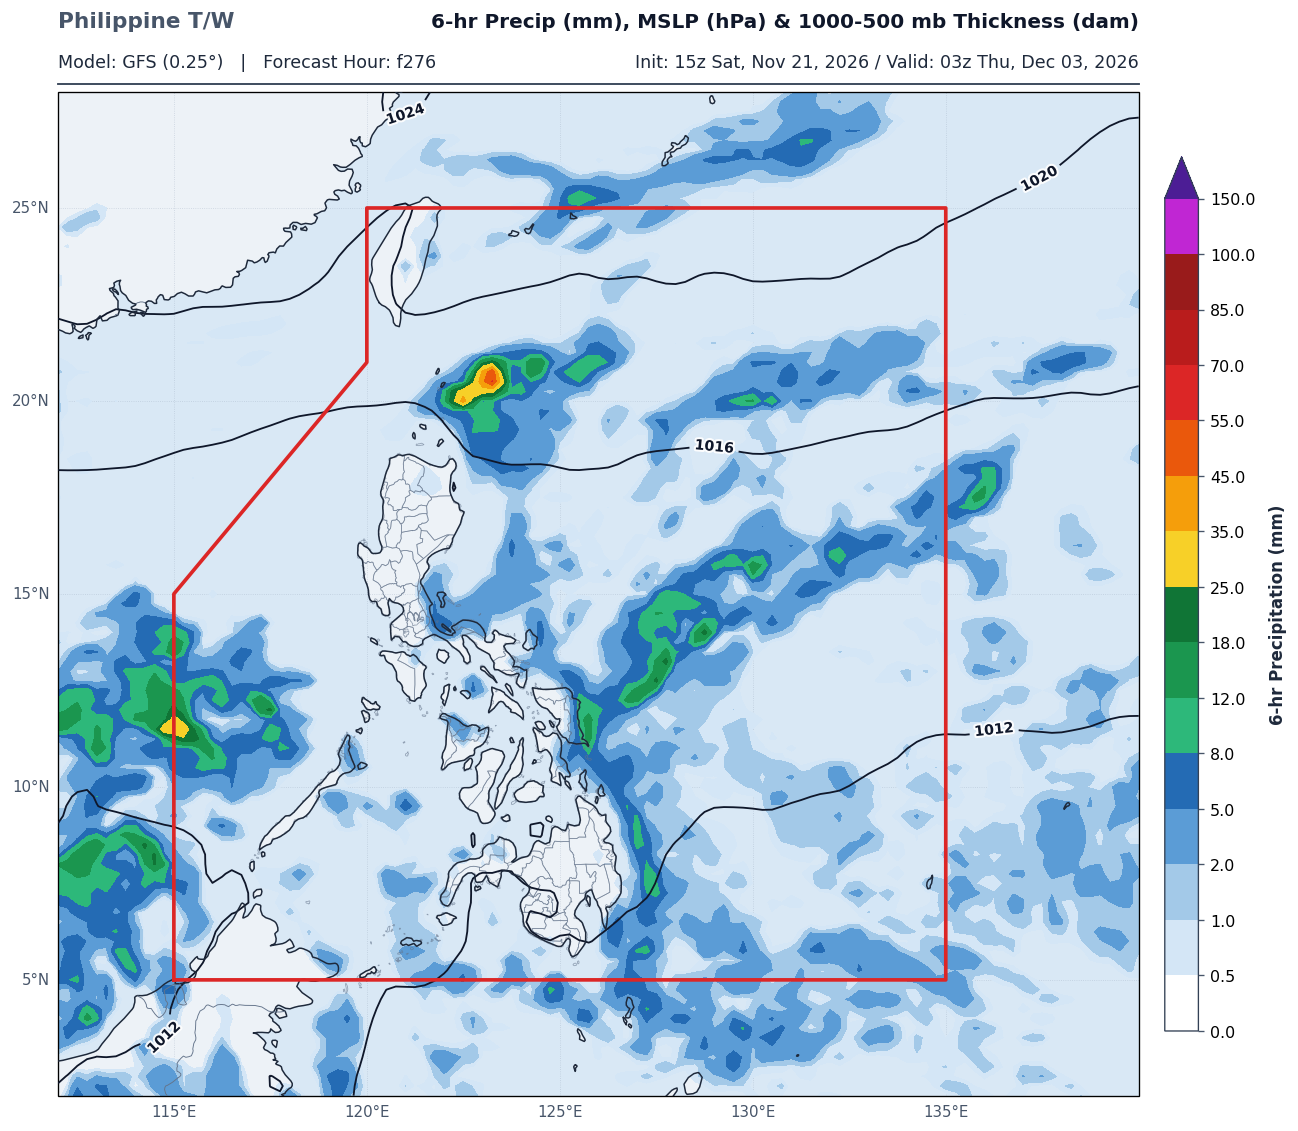 Philippine T/W
6-hr Precip (mm), MSLP (hPa) & 1000-500 mb Thickness (dam)
Model: GFS (0.25°) | Forecast Hour: f276
Init: 15z Sat, Nov 21, 2026 / Valid: 03z Thu, Dec 03, 2026
1024
1020
1016
1012
1012
25°N
20°N
15°N
10°N
5°N
115°E
120°E
125°E
130°E
135°E
150.0
100.0
85.0
70.0
55.0
45.0
35.0
25.0
18.0
12.0
8.0
5.0
2.0
1.0
0.5
0.0
6-hr Precipitation (mm)